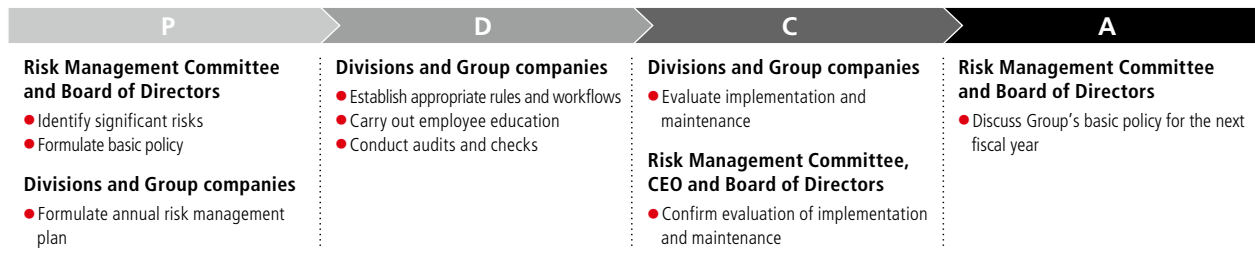 P
D
C
A
Risk Management Committee
and Board of Directors
● Identify significant risks
● Formulate basic policy
Divisions and Group companies
● Formulate annual risk management
plan
Divisions and Group companies
● Establish appropriate rules and workflows
● Carry out employee education
● Conduct audits and checks
Divisions and Group companies
● Evaluate implementation and
maintenance
Risk Management Committee,
CEO and Board of Directors
● Confirm evaluation of implementation
and maintenance
Risk Management Committee
and Board of Directors
● Discuss Group's basic policy for the next
fiscal year